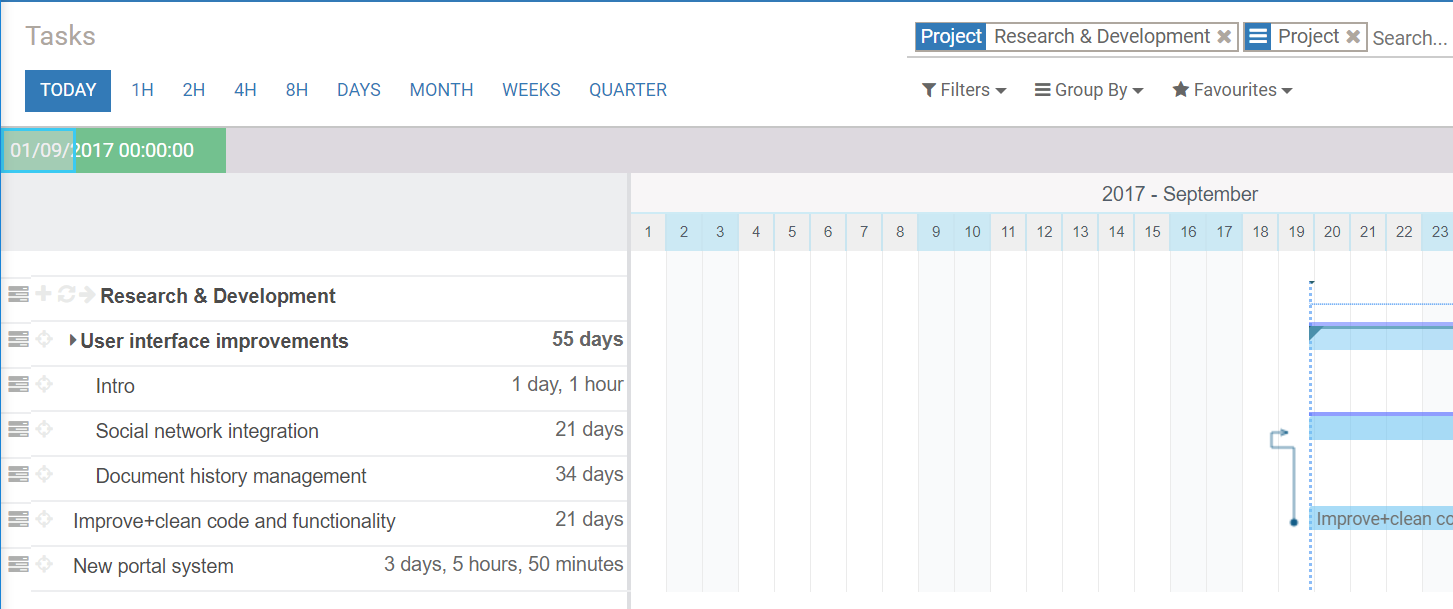 Tasks
Project Research & Development Project Search...
TODAY 1H 2H 4H 8H DAYS MONTH WEEKS QUARTER
Filters Group By Favourites
01/09/2017 00:00:00
2017 - September
1 2 3 4 5 6 7 8 9 10 11 12 13 14 15 16 17 18 19 20 21 22 23
Research & Development
User interface improvements 55 days
Intro 1 day, 1 hour
Social network integration 21 days
Document history management 34 days
Improve+clean code and functionality 21 days
Improve+clean co
New portal system 3 days, 5 hours, 50 minutes